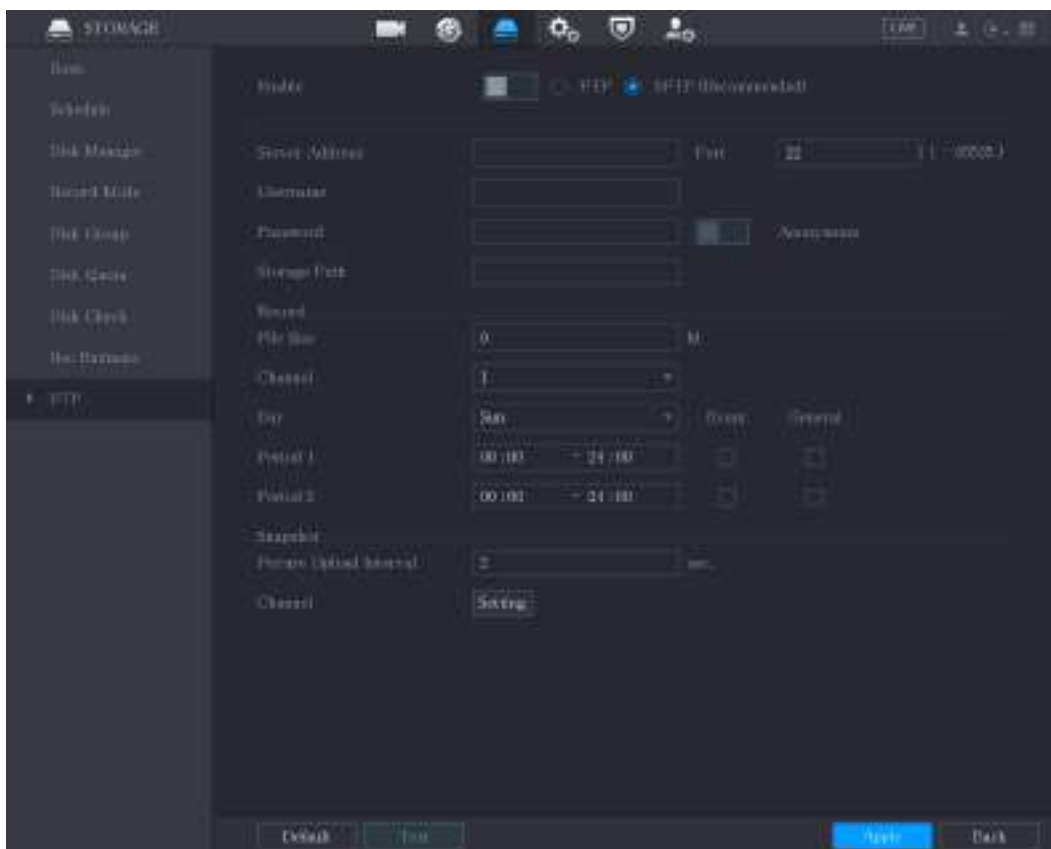 STORAGE
LIVE
Basic
Schedule
Disk Manager
Record Mode
Disk Group
Disk Quota
Disk Check
Rec Estimate
FTP
Enable FTP SFTP (Recommended)
Server Address Port 22 (1 - 65535)
Username
Password Anonymous
Storage Path
Record
File Size 0 M
Channel 1
Day Sun Event General
Period 1 00 :00 - 24 :00
Period 2 00 :00 - 24 :00
Snapshot
Picture Upload Interval 2 sec.
Channel Setting
Default Test Apply Back